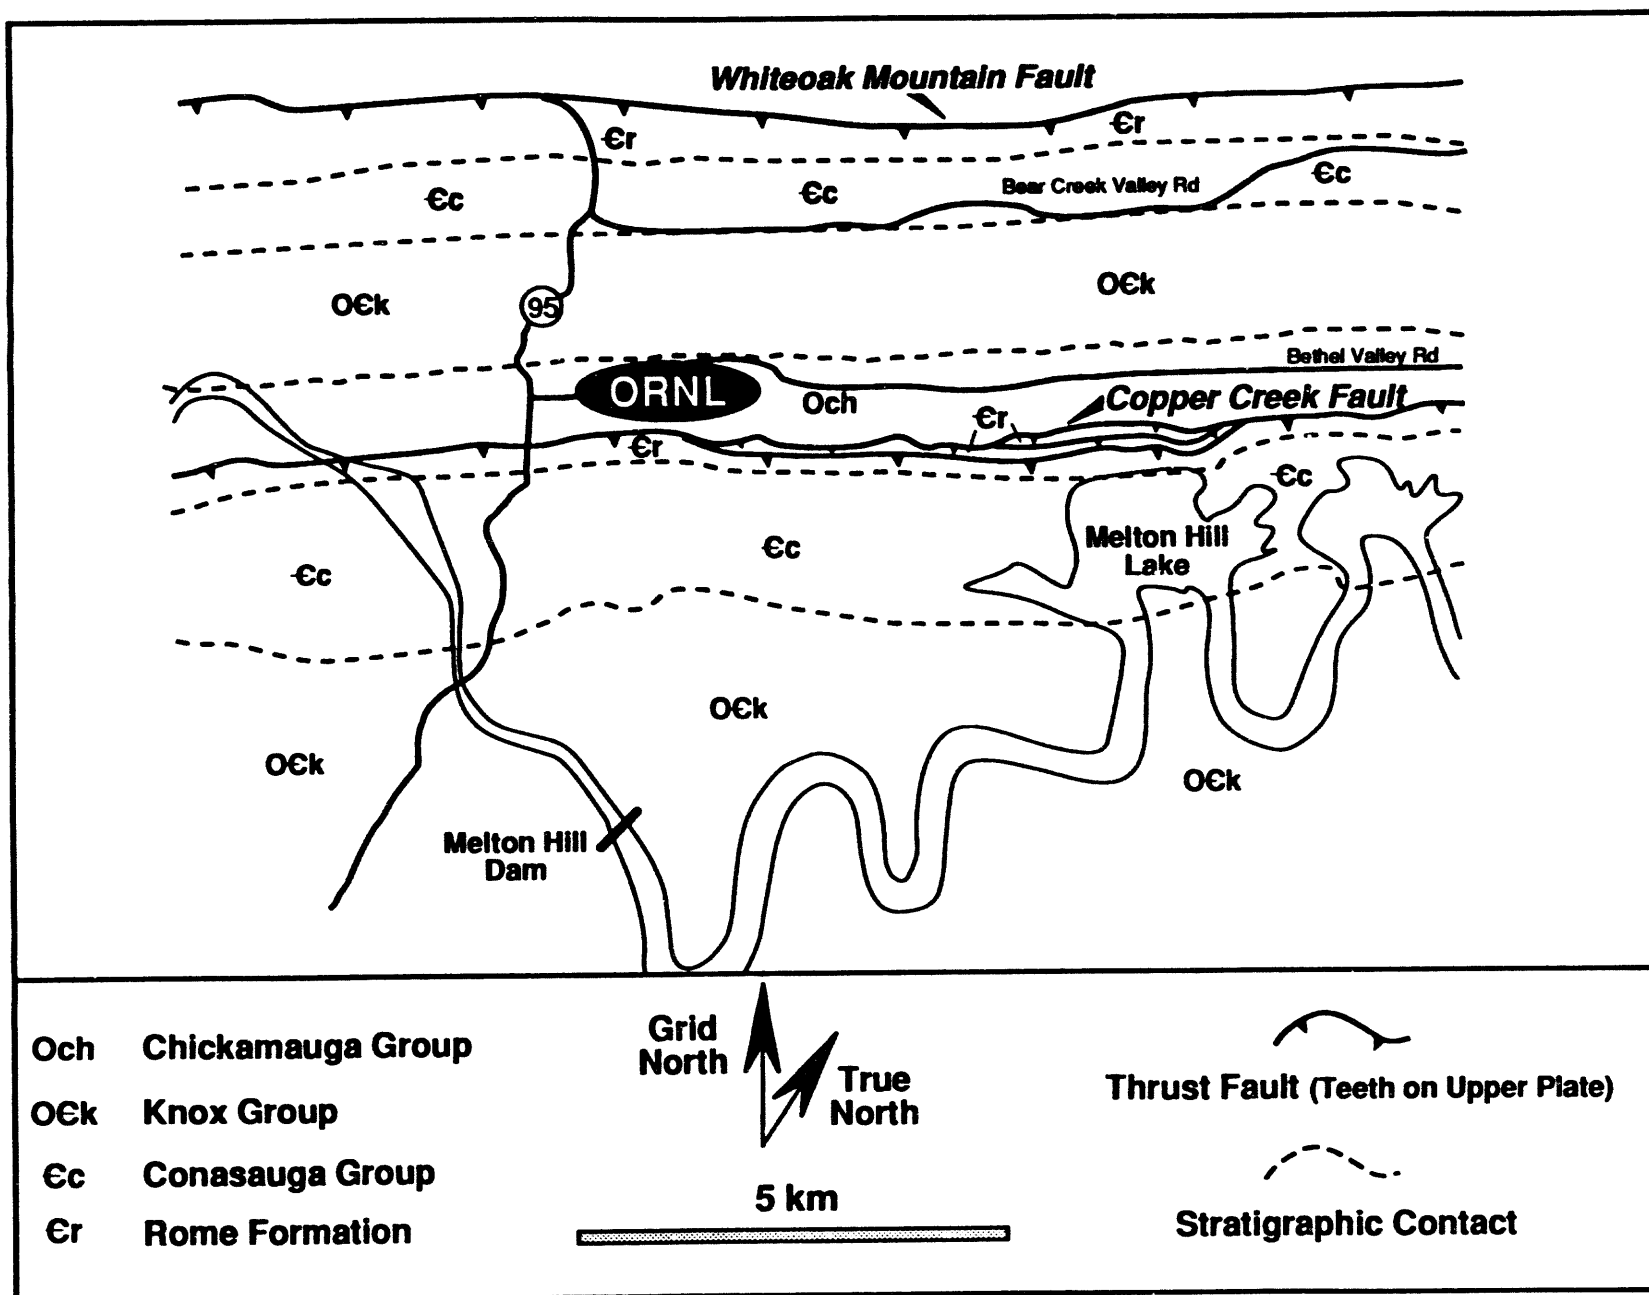 Whiteoak Mountain Fault
Єr
Єr
Єc
Єc
Bear Creek Valley Rd
Єc
OЄk
95
OЄk
Bethel Valley Rd
ORNL
Och
Copper Creek Fault
Єr
Єr
Єc
Melton Hill
Lake
Єc
Єc
OЄk
OЄk
OЄk
Melton Hill
Dam
Och Chickamauga Group
OЄk Knox Group
Єc Conasauga Group
Єr Rome Formation
Grid
North
True
North
5 km
Thrust Fault (Teeth on Upper Plate)
Stratigraphic Contact